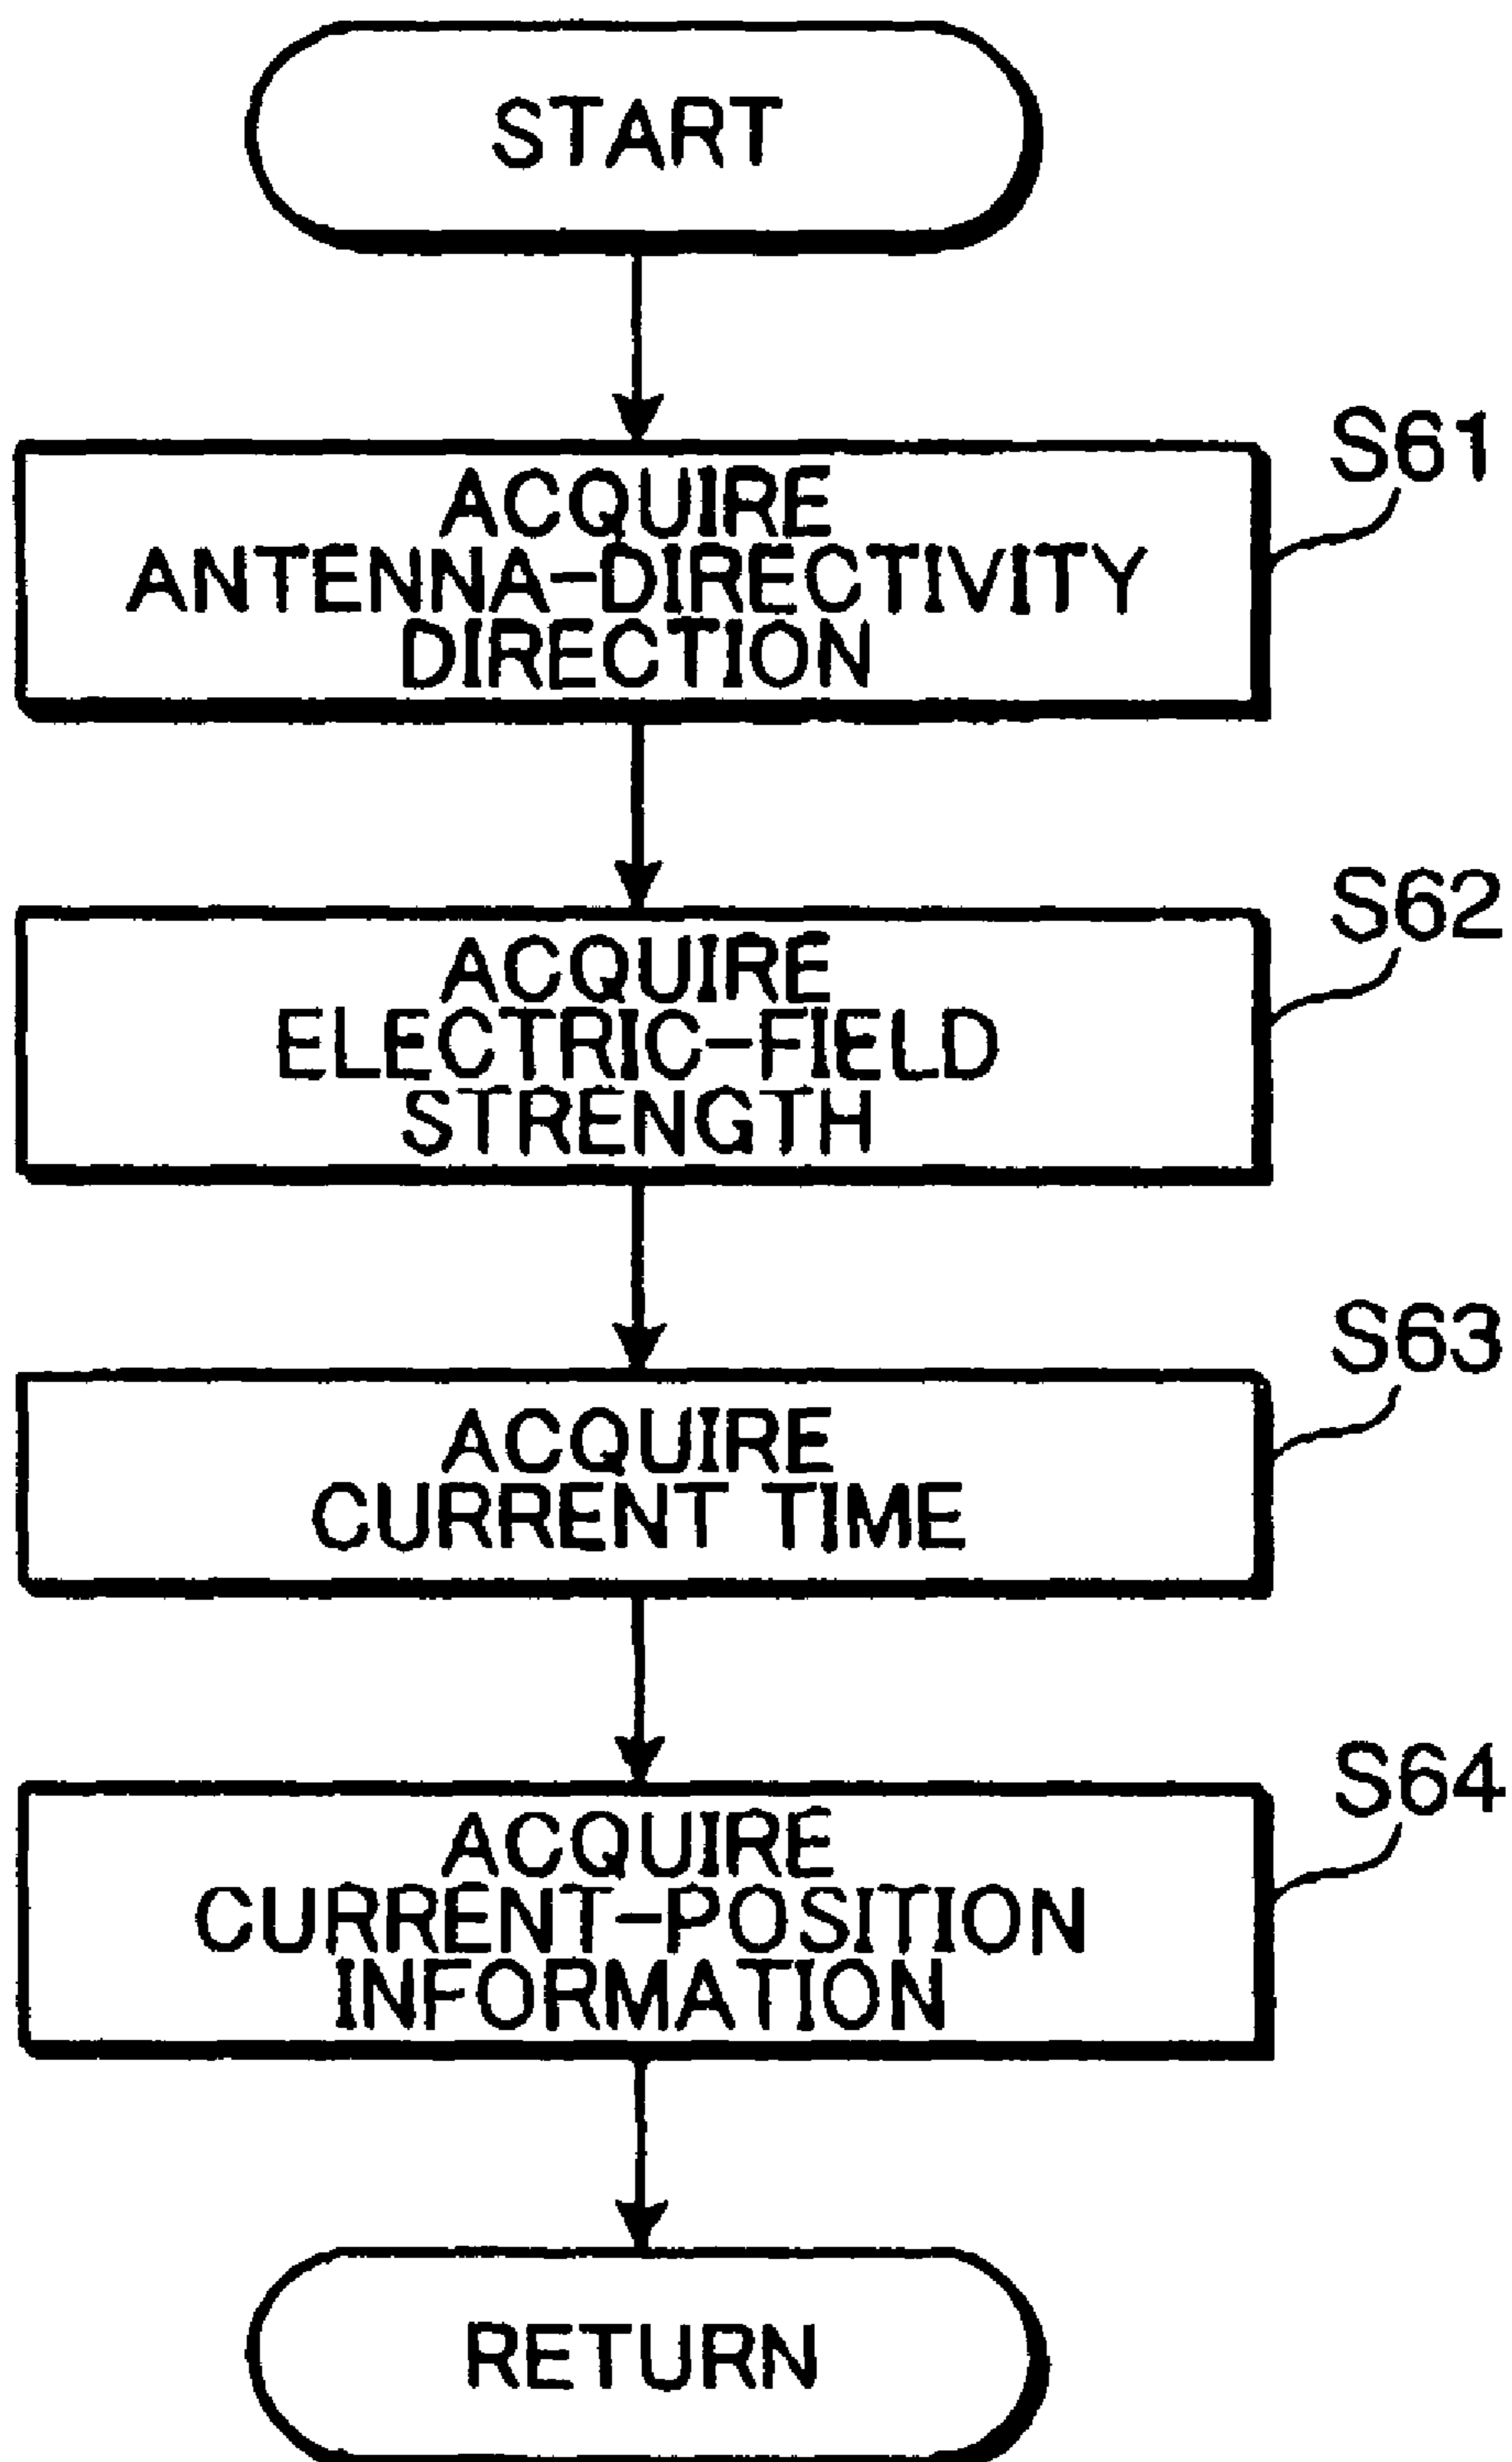 START
S61
ACQUIRE
ANTENNA-DIRECTIVITY
DIRECTION
S62
ACQUIRE
ELECTRIC-FIELD
STRENGTH
S63
ACQUIRE
CURRENT TIME
S64
ACQUIRE
CURRENT-POSITION
INFORMATION
RETURN